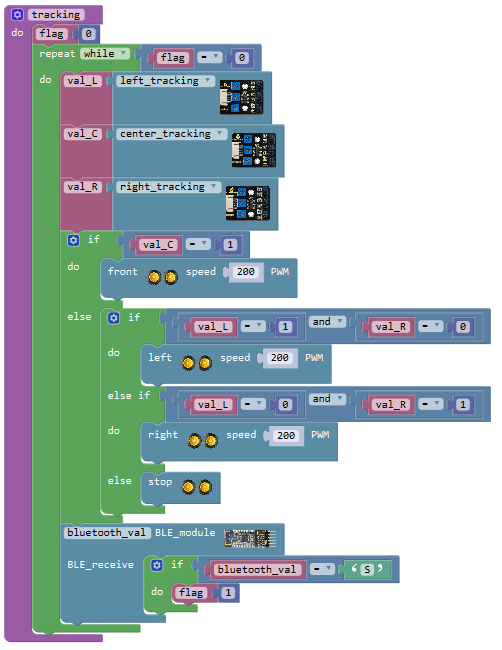 tracking
do flag 0
repeat while flag = 0
do val_L left_tracking
val_C center_tracking
val_R right_tracking
if val_C = 1
do front speed 200 PWM
else if val_L = 1 and val_R = 0
do left speed 200 PWM
else if val_L = 0 and val_R = 1
do right speed 200 PWM
else stop
bluetooth_val BLE_module
BLE_receive if bluetooth_val = “ S ”
do flag 1